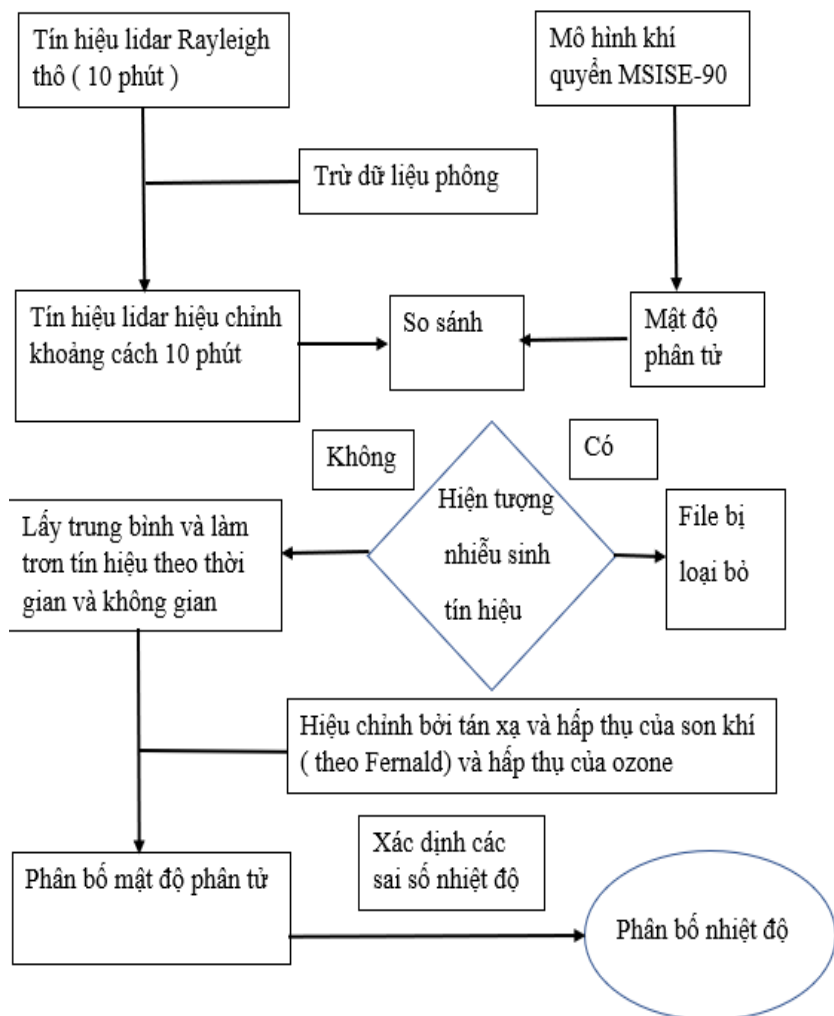 Tín hiệu lidar Rayleigh
thô ( 10 phút )
Mô hình khí
quyển MSISE-90
Trừ dữ liệu phông
Tín hiệu lidar hiệu chỉnh
khoảng cách 10 phút
So sánh
Mật độ
phân tử
Không
Có
Hiện tượng
nhiễu sinh
tín hiệu
Lấy trung bình và làm
trơn tín hiệu theo thời
gian và không gian
File bị
loại bỏ
Hiệu chỉnh bởi tán xạ và hấp thụ của son khí
( theo Fernald) và hấp thụ của ozone
Xác dịnh các
sai số nhiệt độ
Phân bố mật độ phân tử
Phân bố nhiệt độ